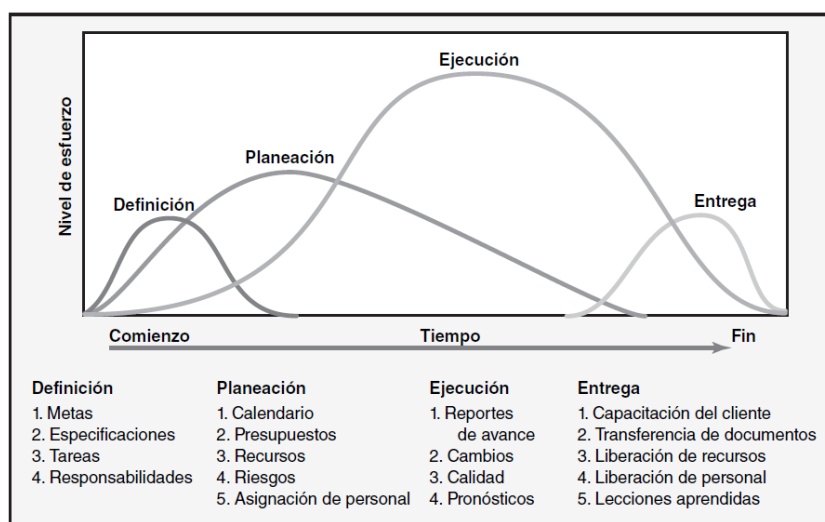 Nivel de esfuerzo
Ejecución
Planeación
Definición
Entrega
Comienzo
Tiempo
Fin
Definición
1. Metas
2. Especificaciones
3. Tareas
4. Responsabilidades
Planeación
1. Calendario
2. Presupuestos
3. Recursos
4. Riesgos
5. Asignación de personal
Ejecución
1. Reportes
de avance
2. Cambios
3. Calidad
4. Pronósticos
Entrega
1. Capacitación del cliente
2. Transferencia de documentos
3. Liberación de recursos
4. Liberación de personal
5. Lecciones aprendidas